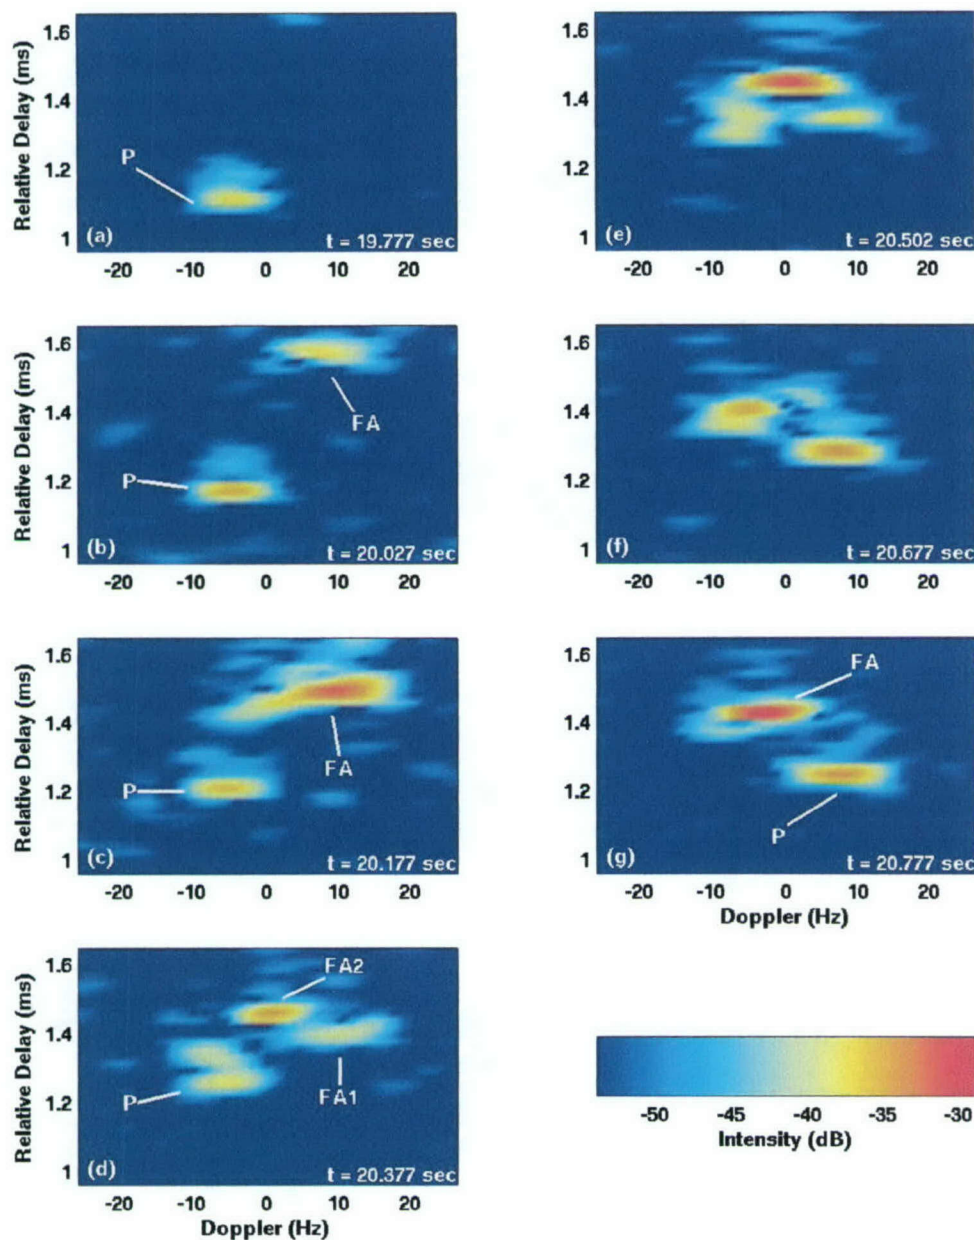 Relative Delay (ms)
1.6
1.4
1.2
1
P
(a)
t = 19.777 sec
-20 -10 0 10 20
1.6
1.4
1.2
1
(e)
t = 20.502 sec
-20 -10 0 10 20
Relative Delay (ms)
1.6
1.4
1.2
1
FA
P
(b)
t = 20.027 sec
-20 -10 0 10 20
1.6
1.4
1.2
1
(f)
t = 20.677 sec
-20 -10 0 10 20
Relative Delay (ms)
1.6
1.4
1.2
1
FA
P
(c)
t = 20.177 sec
-20 -10 0 10 20
1.6
1.4
1.2
1
FA
P
(g)
t = 20.777 sec
-20 -10 0 10 20
Doppler (Hz)
Relative Delay (ms)
1.6
1.4
1.2
1
FA2
P
FA1
(d)
t = 20.377 sec
-20 -10 0 10 20
Doppler (Hz)
-50 -45 -40 -35 -30
Intensity (dB)